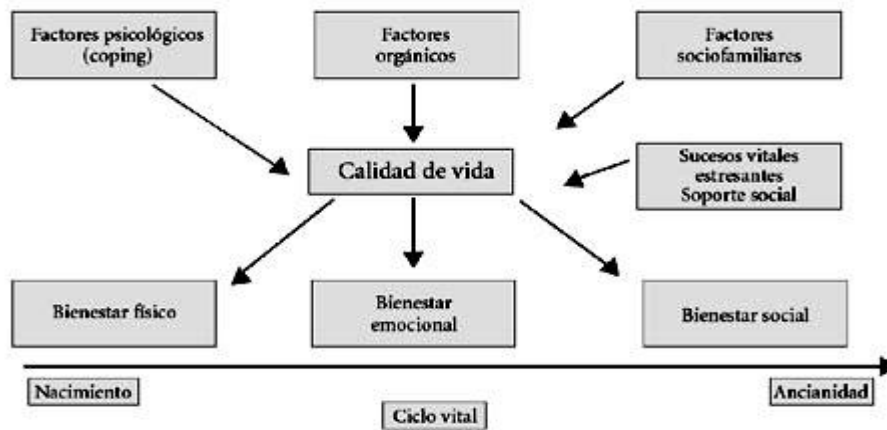 Factores psicológicos
(coping)
Factores
orgánicos
Factores
sociofamiliares
Calidad de vida
Sucesos vitales
estresantes
Soporte social
Bienestar físico
Bienestar
emocional
Bienestar social
Nacimiento
Ancianidad
Ciclo vital